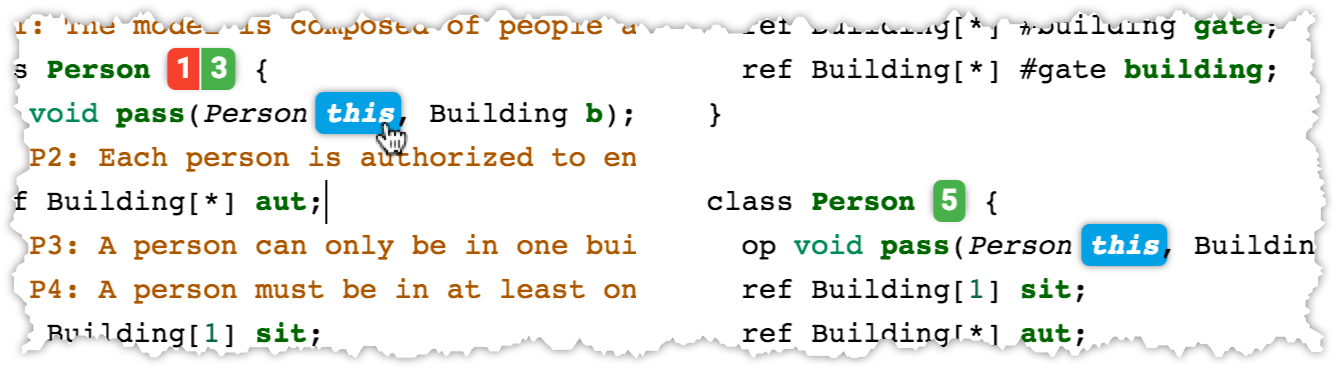 1: The model is composed of people a
s Person 1 3 {
void pass(Person this, Building b);
P2: Each person is authorized to en
f Building[*] aut;
P3: A person can only be in one bui
P4: A person must be in at least on
Building[1] sit;
ref Building[*] #building gate;
ref Building[*] #gate building;
}
class Person 5 {
op void pass(Person this, Buildin
ref Building[1] sit;
ref Building[*] aut;